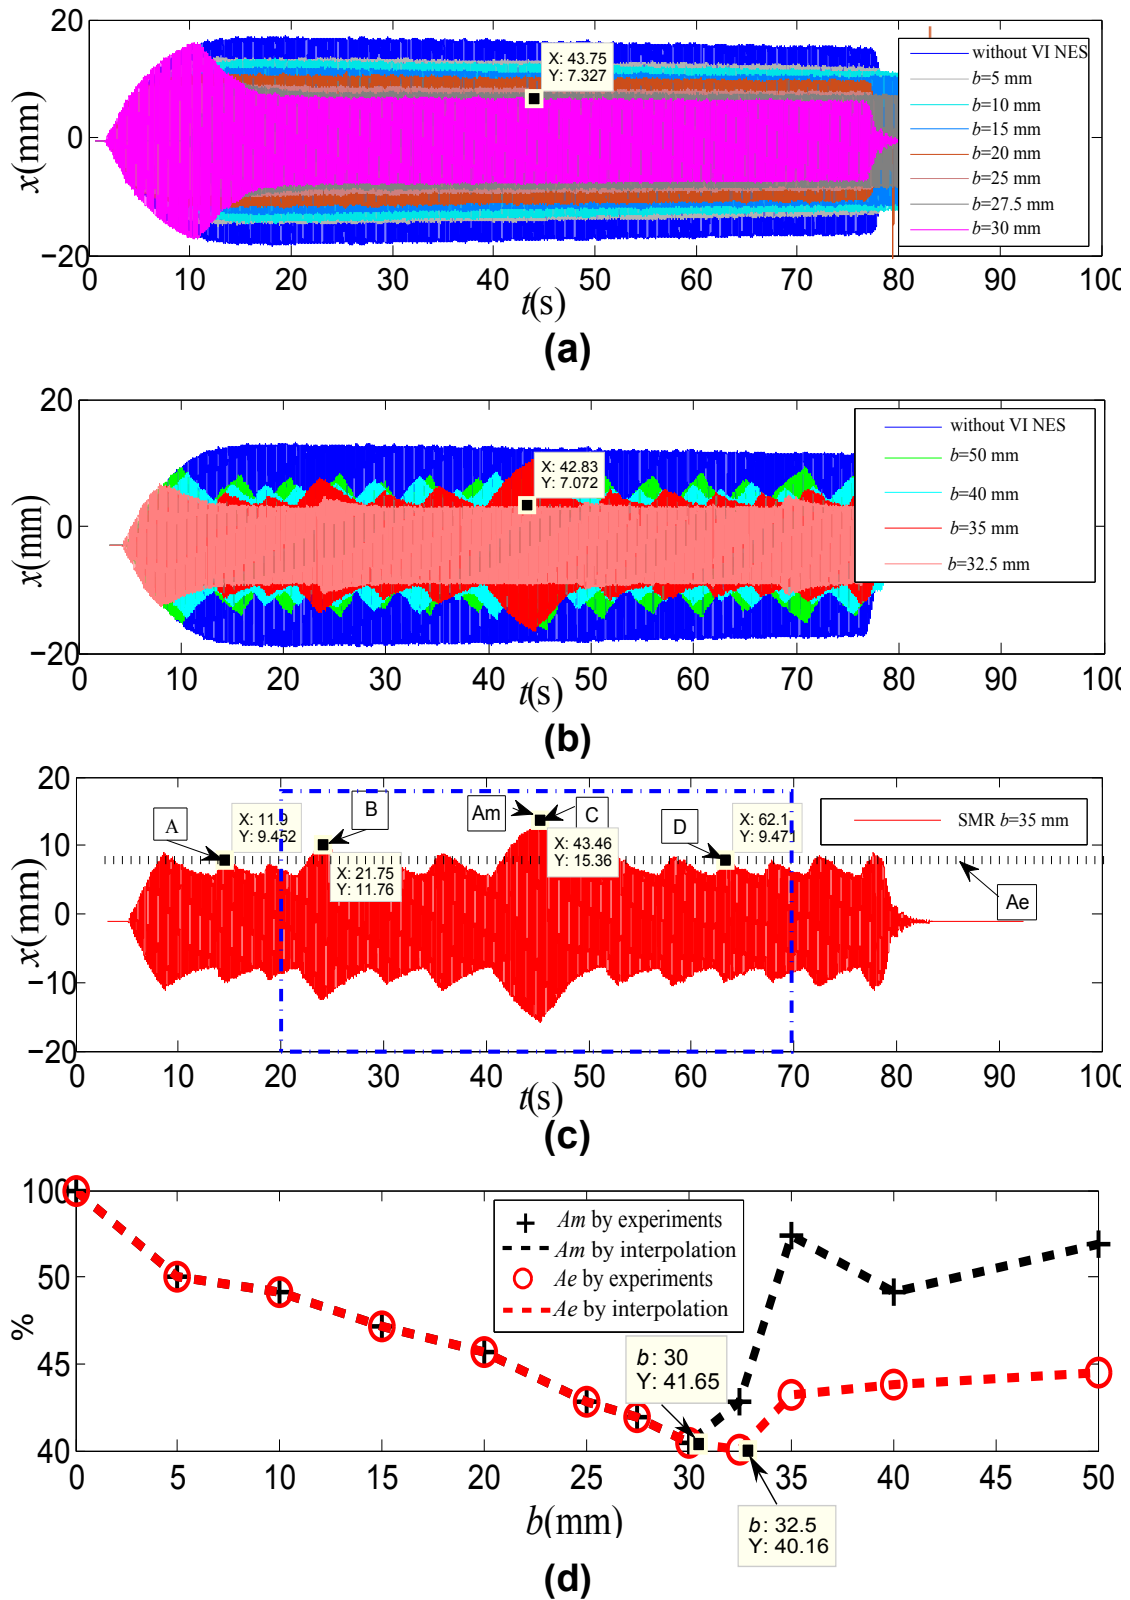 20
10
0
−20
x(mm)
X: 43.75
Y: 7.327
without VI NES
b=5 mm
b=10 mm
b=15 mm
b=20 mm
b=25 mm
b=27.5 mm
b=30 mm
0 10 20 30 40 50 60 70 80 90 100
t(s)
(a)
20
10
0
−10
−20
x(mm)
X: 42.83
Y: 7.072
without VI NES
b=50 mm
b=40 mm
b=35 mm
b=32.5 mm
0 10 20 30 40 50 60 70 80 90 100
t(s)
(b)
20
10
0
−10
−20
x(mm)
A
X: 11.9
Y: 9.452
B
X: 21.75
Y: 11.76
Am
C
X: 43.46
Y: 15.36
D
X: 62.1
Y: 9.471
SMR b=35 mm
Ae
0 10 20 30 40 50 60 70 80 90 100
t(s)
(c)
100
50
45
40
%
Am by experiments
Am by interpolation
Ae by experiments
Ae by interpolation
b: 30
Y: 41.65
b: 32.5
Y: 40.16
0 5 10 15 20 25 30 35 40 45 50
b(mm)
(d)